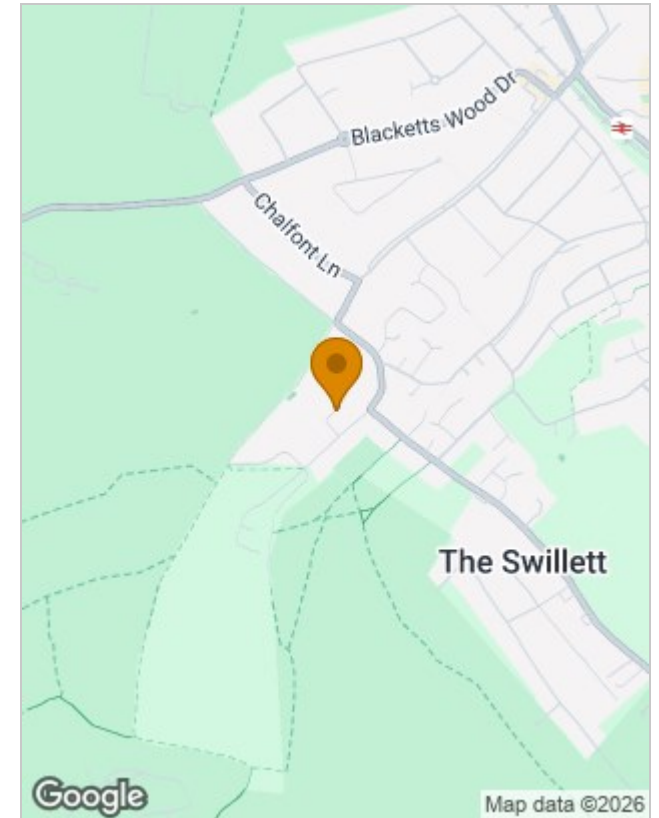 Blacketts Wood Dr
Chalfont Ln
The Swillett
Google
Map data ©2026